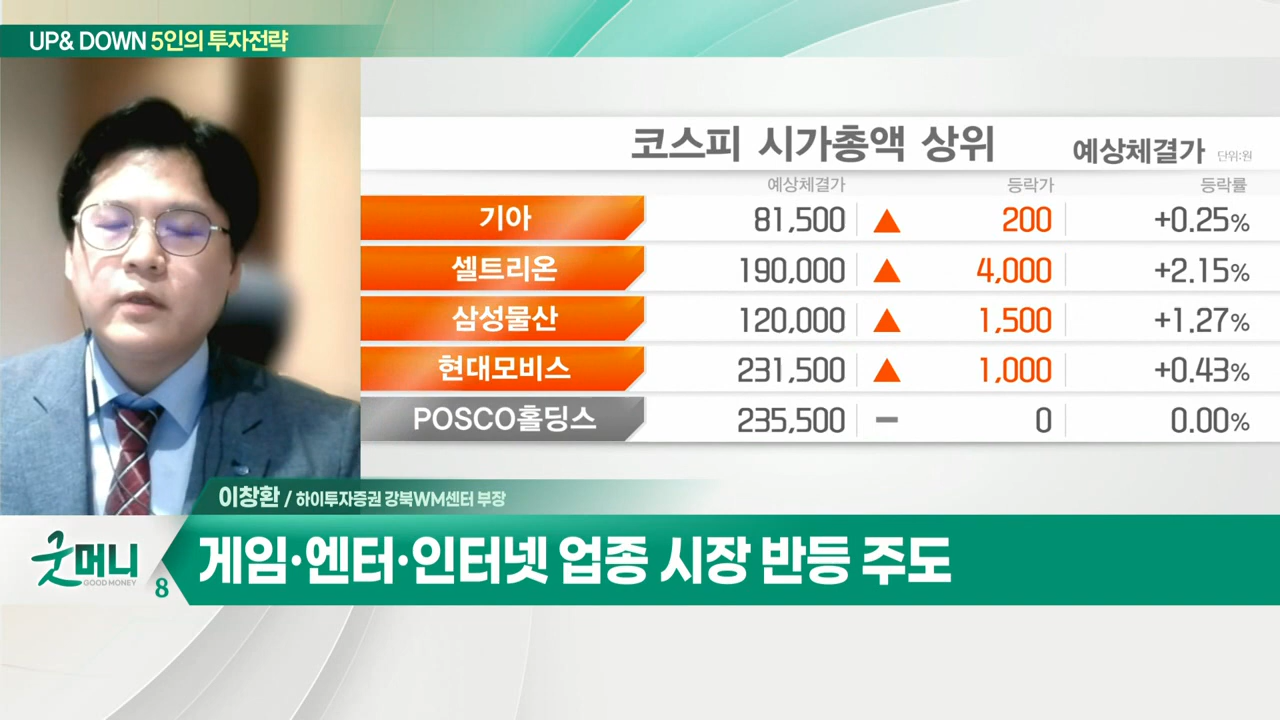 UP& DOWN 5인의 투자전략
코스피 시가총액 상위 예상체결가 단위:원
예상체결가 등락가 등락률
기아 81,500 ▲ 200 +0.25%
셀트리온 190,000 ▲ 4,000 +2.15%
삼성물산 120,000 ▲ 1,500 +1.27%
현대모비스 231,500 ▲ 1,000 +0.43%
POSCO홀딩스 235,500 − 0 0.00%
이창환 / 하이투자증권 강북WM센터 부장
굿머니 게임·엔터·인터넷 업종 시장 반등 주도
GOOD MONEY
8